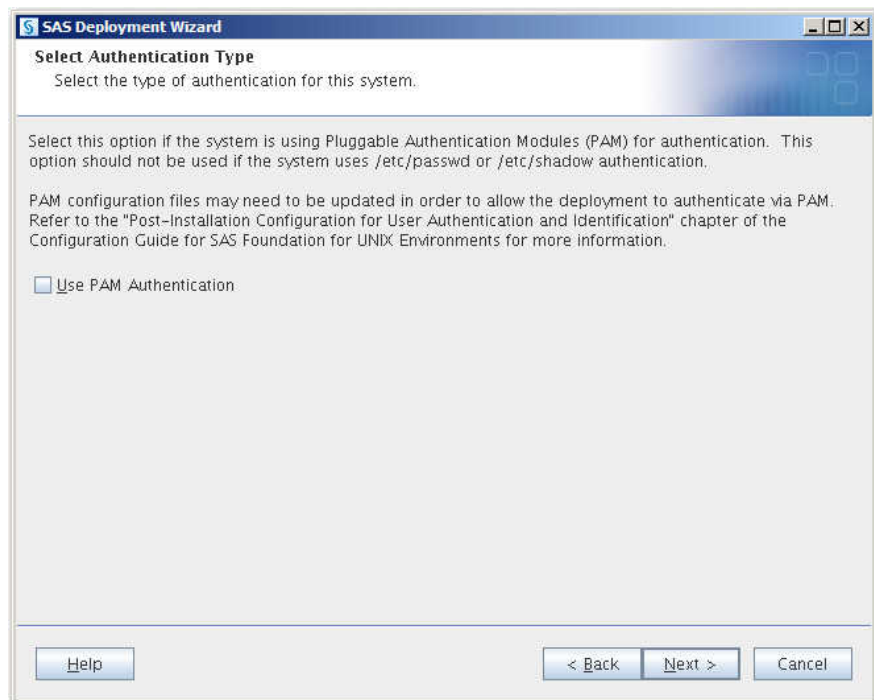 SAS Deployment Wizard
Select Authentication Type
Select the type of authentication for this system.
Select this option if the system is using Pluggable Authentication Modules (PAM) for authentication. This
option should not be used if the system uses /etc/passwd or /etc/shadow authentication.
PAM configuration files may need to be updated in order to allow the deployment to authenticate via PAM.
Refer to the "Post-Installation Configuration for User Authentication and Identification" chapter of the
Configuration Guide for SAS Foundation for UNIX Environments for more information.
Use PAM Authentication
Help
< Back
Next >
Cancel